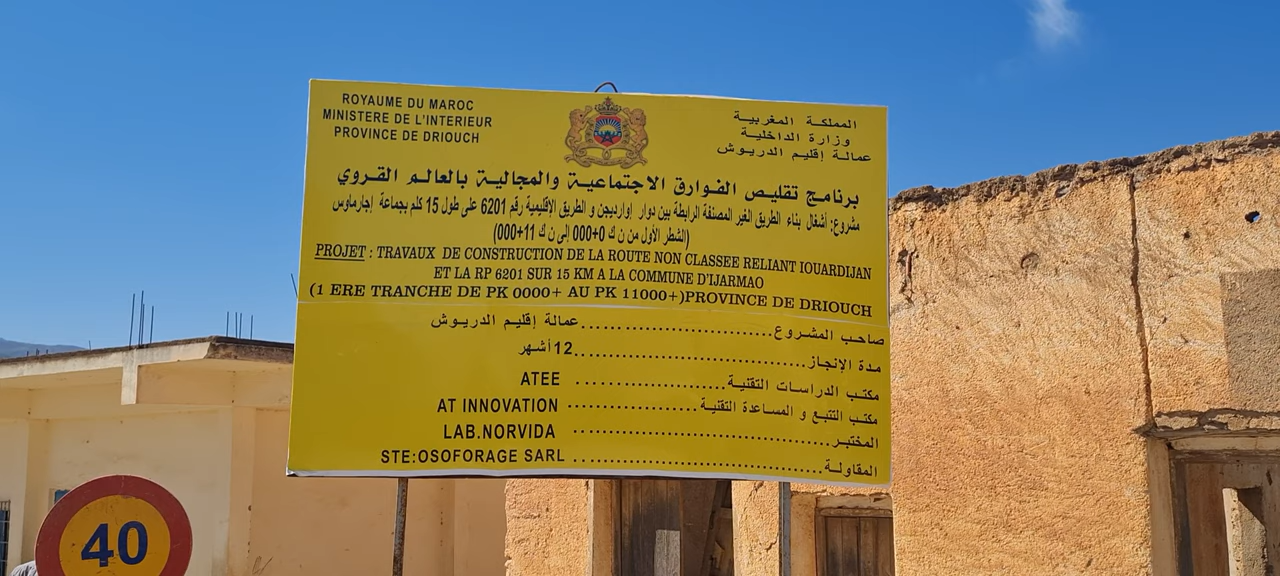 ROYAUME DU MAROC
MINISTERE DE L'INTERIEUR
PROVINCE DE DRIOUCH
المملكة المغربية
وزارة الداخلية
عمالة إقليم الدريوش
برنامج تقليص الفوارق الاجتماعية والمجالية بالعالم القروي
مشروع: أشغال بناء الطريق الغير المصنفة الرابطة بين دوار إوارديجن و الطريق الإقليمية رقم 6201 على طول 15 كلم بجماعة إجارماوس
(الشطر الأول من ن ك 0+000 إلى ن ك 11+000)
PROJET : TRAVAUX DE CONSTRUCTION DE LA ROUTE NON CLASSEE RELIANT IOUARDIJAN
ET LA RP 6201 SUR 15 KM A LA COMMUNE D'IJARMAO
(1 ERE TRANCHE DE PK 0000+ AU PK 11000+)PROVINCE DE DRIOUCH
صاحب المشروع............................عمالة إقليم الدريوش
مدة الإنجاز................................12أشهر
مكتب الدراسات التقنية.................... ATEE
مكتب التتبع و المساعدة التقنية................. AT INNOVATION
المختبر................................. LAB.NORVIDA
المقاولة................................ STE:OSOFORAGE SARL
40